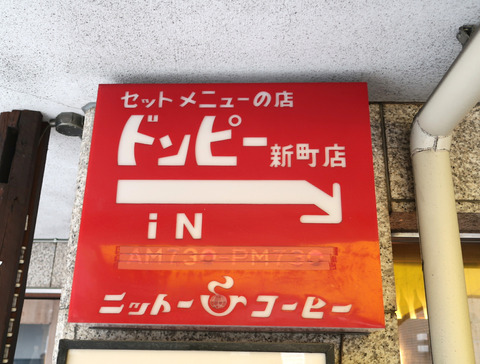 セットメニューの店
ドンピー 新町店
iN
AM7:30-PM7:30
ニットーコーヒー